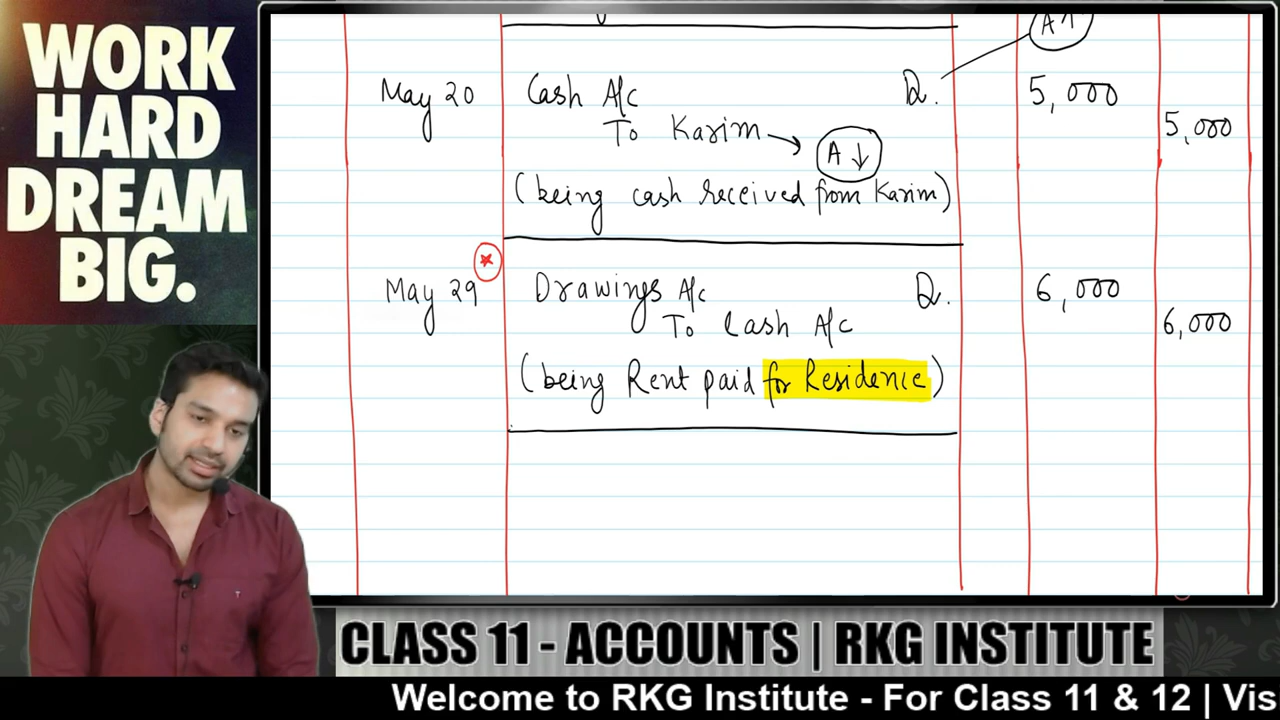 WORK
HARD
DREAM
BIG.
A↑
May 20 Cash A/c Dr. 5,000
To Karim → A ↓ 5,000
(being cash received from Karim)
May 29 Drawings A/c Dr. 6,000
To Cash A/c 6,000
(being Rent paid for Residence)
CLASS 11 - ACCOUNTS | RKG INSTITUTE
Welcome to RKG Institute - For Class 11 & 12 | Vis